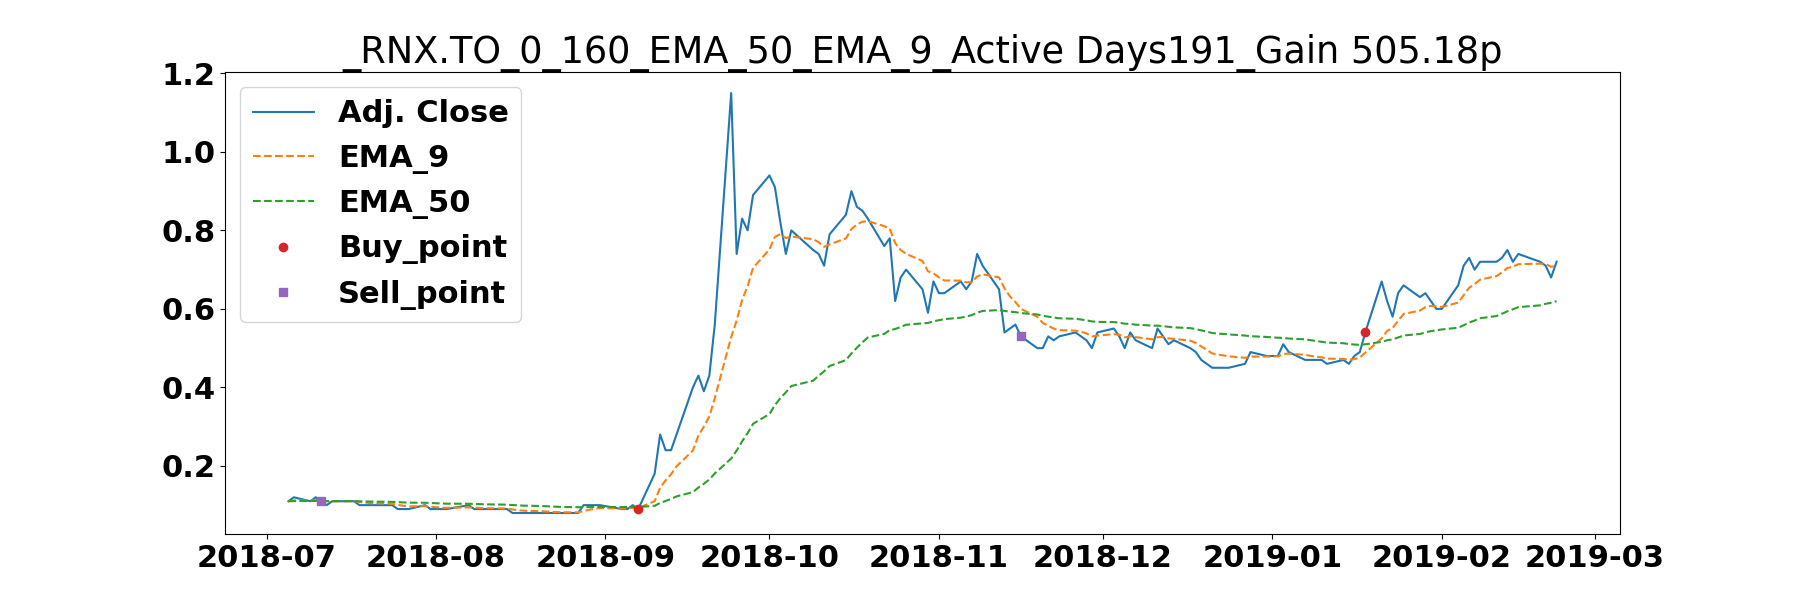 _RNX.TO_0_160_EMA_50_EMA_9_Active Days191_Gain 505.18p
1.2
1.0
0.8
0.6
0.4
0.2
Adj. Close
EMA_9
EMA_50
Buy_point
Sell_point
2018-07 2018-08 2018-09 2018-10 2018-11 2018-12 2019-01 2019-02 2019-03